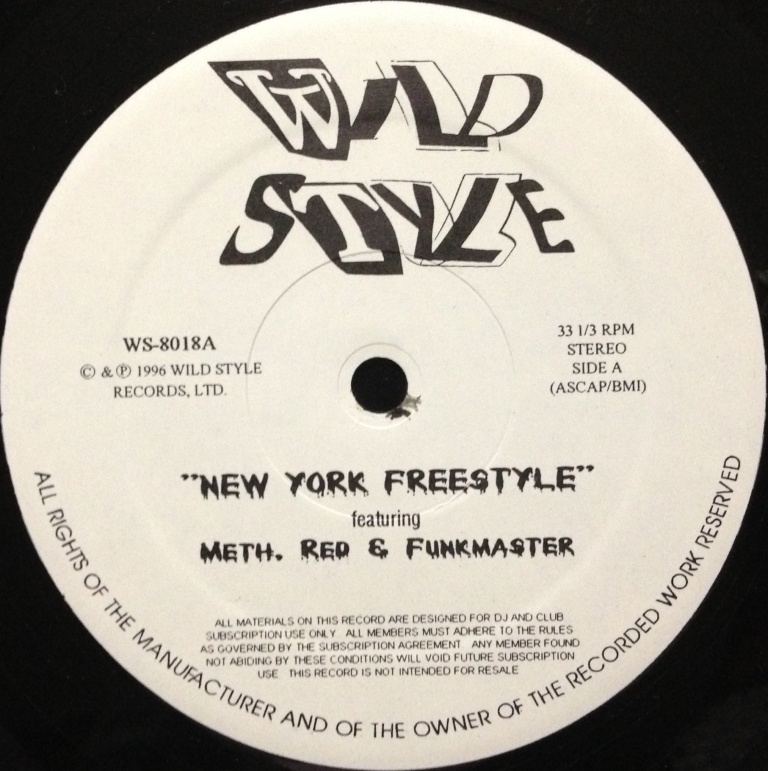 WILD
STYLE
WS-8018A
© & ℗ 1996 WILD STYLE
RECORDS, LTD.
33 1/3 RPM
STEREO
SIDE A
(ASCAP/BMI)
"NEW YORK FREESTYLE"
featuring
METH. RED & FUNKMASTER
ALL MATERIALS ON THIS RECORD ARE DESIGNED FOR DJ AND CLUB
SUBSCRIPTION USE ONLY ALL MEMBERS MUST ADHERE TO THE RULES
AS GOVERNED BY THE SUBSCRIPTION AGREEMENT ANY MEMBER FOUND
NOT ABIDING BY THESE CONDITIONS WILL VOID FUTURE SUBSCRIPTION
USE THIS RECORD IS NOT INTENDED FOR RESALE
ALL RIGHTS OF THE MANUFACTURER AND OF THE OWNER OF THE RECORDED WORK RESERVED